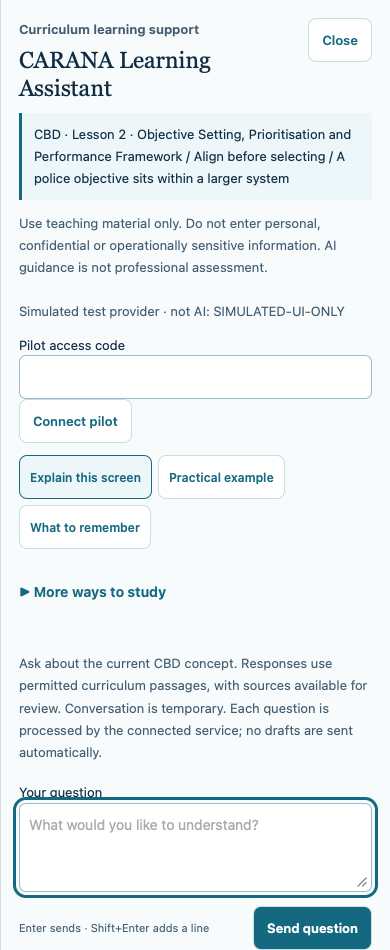 Curriculum learning support
CARANA Learning
Assistant
Close
CBD · Lesson 2 · Objective Setting, Prioritisation and
Performance Framework / Align before selecting / A
police objective sits within a larger system
Use teaching material only. Do not enter personal,
confidential or operationally sensitive information. AI
guidance is not professional assessment.
Simulated test provider · not AI: SIMULATED-UI-ONLY
Pilot access code
Connect pilot
Explain this screen
Practical example
What to remember
▶ More ways to study
Ask about the current CBD concept. Responses use
permitted curriculum passages, with sources available for
review. Conversation is temporary. Each question is
processed by the connected service; no drafts are sent
automatically.
Your question
What would you like to understand?
Enter sends · Shift+Enter adds a line
Send question